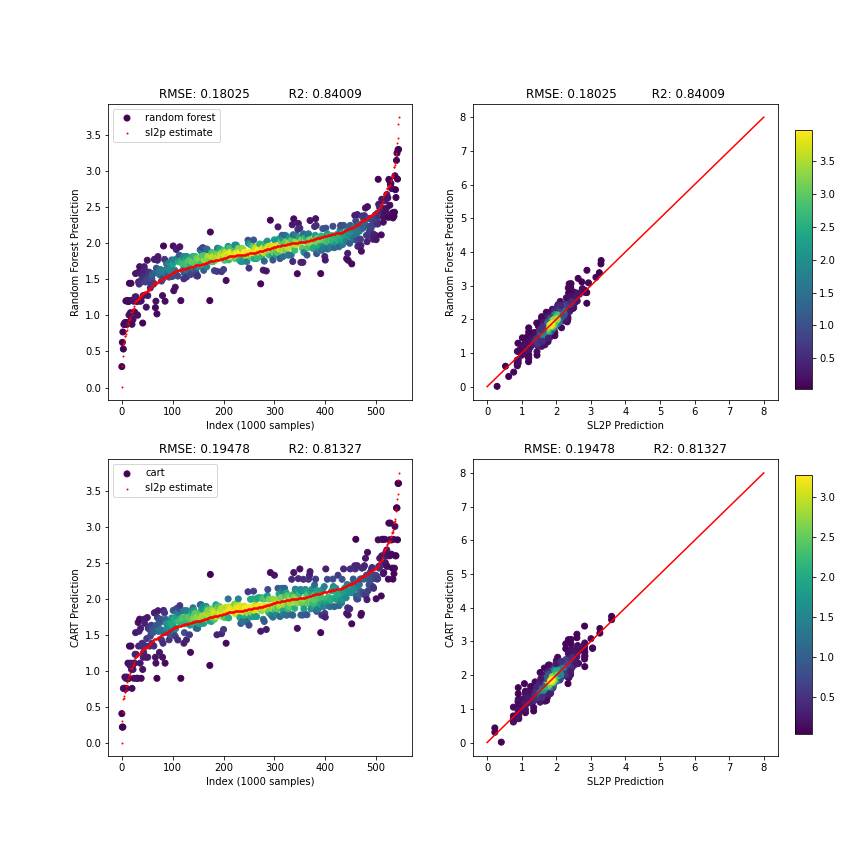 RMSE: 0.18025 R2: 0.84009
random forest
sl2p estimate
3.5
3.0
2.5
2.0
1.5
1.0
0.5
0.0
Random Forest Prediction
0 100 200 300 400 500
Index (1000 samples)
RMSE: 0.18025 R2: 0.84009
8
7
6
5
4
3
2
1
0
Random Forest Prediction
0 1 2 3 4 5 6 7 8
SL2P Prediction
3.5
3.0
2.5
2.0
1.5
1.0
0.5
RMSE: 0.19478 R2: 0.81327
cart
sl2p estimate
3.5
3.0
2.5
2.0
1.5
1.0
0.5
0.0
CART Prediction
0 100 200 300 400 500
Index (1000 samples)
RMSE: 0.19478 R2: 0.81327
8
7
6
5
4
3
2
1
0
CART Prediction
0 1 2 3 4 5 6 7 8
SL2P Prediction
3.0
2.5
2.0
1.5
1.0
0.5